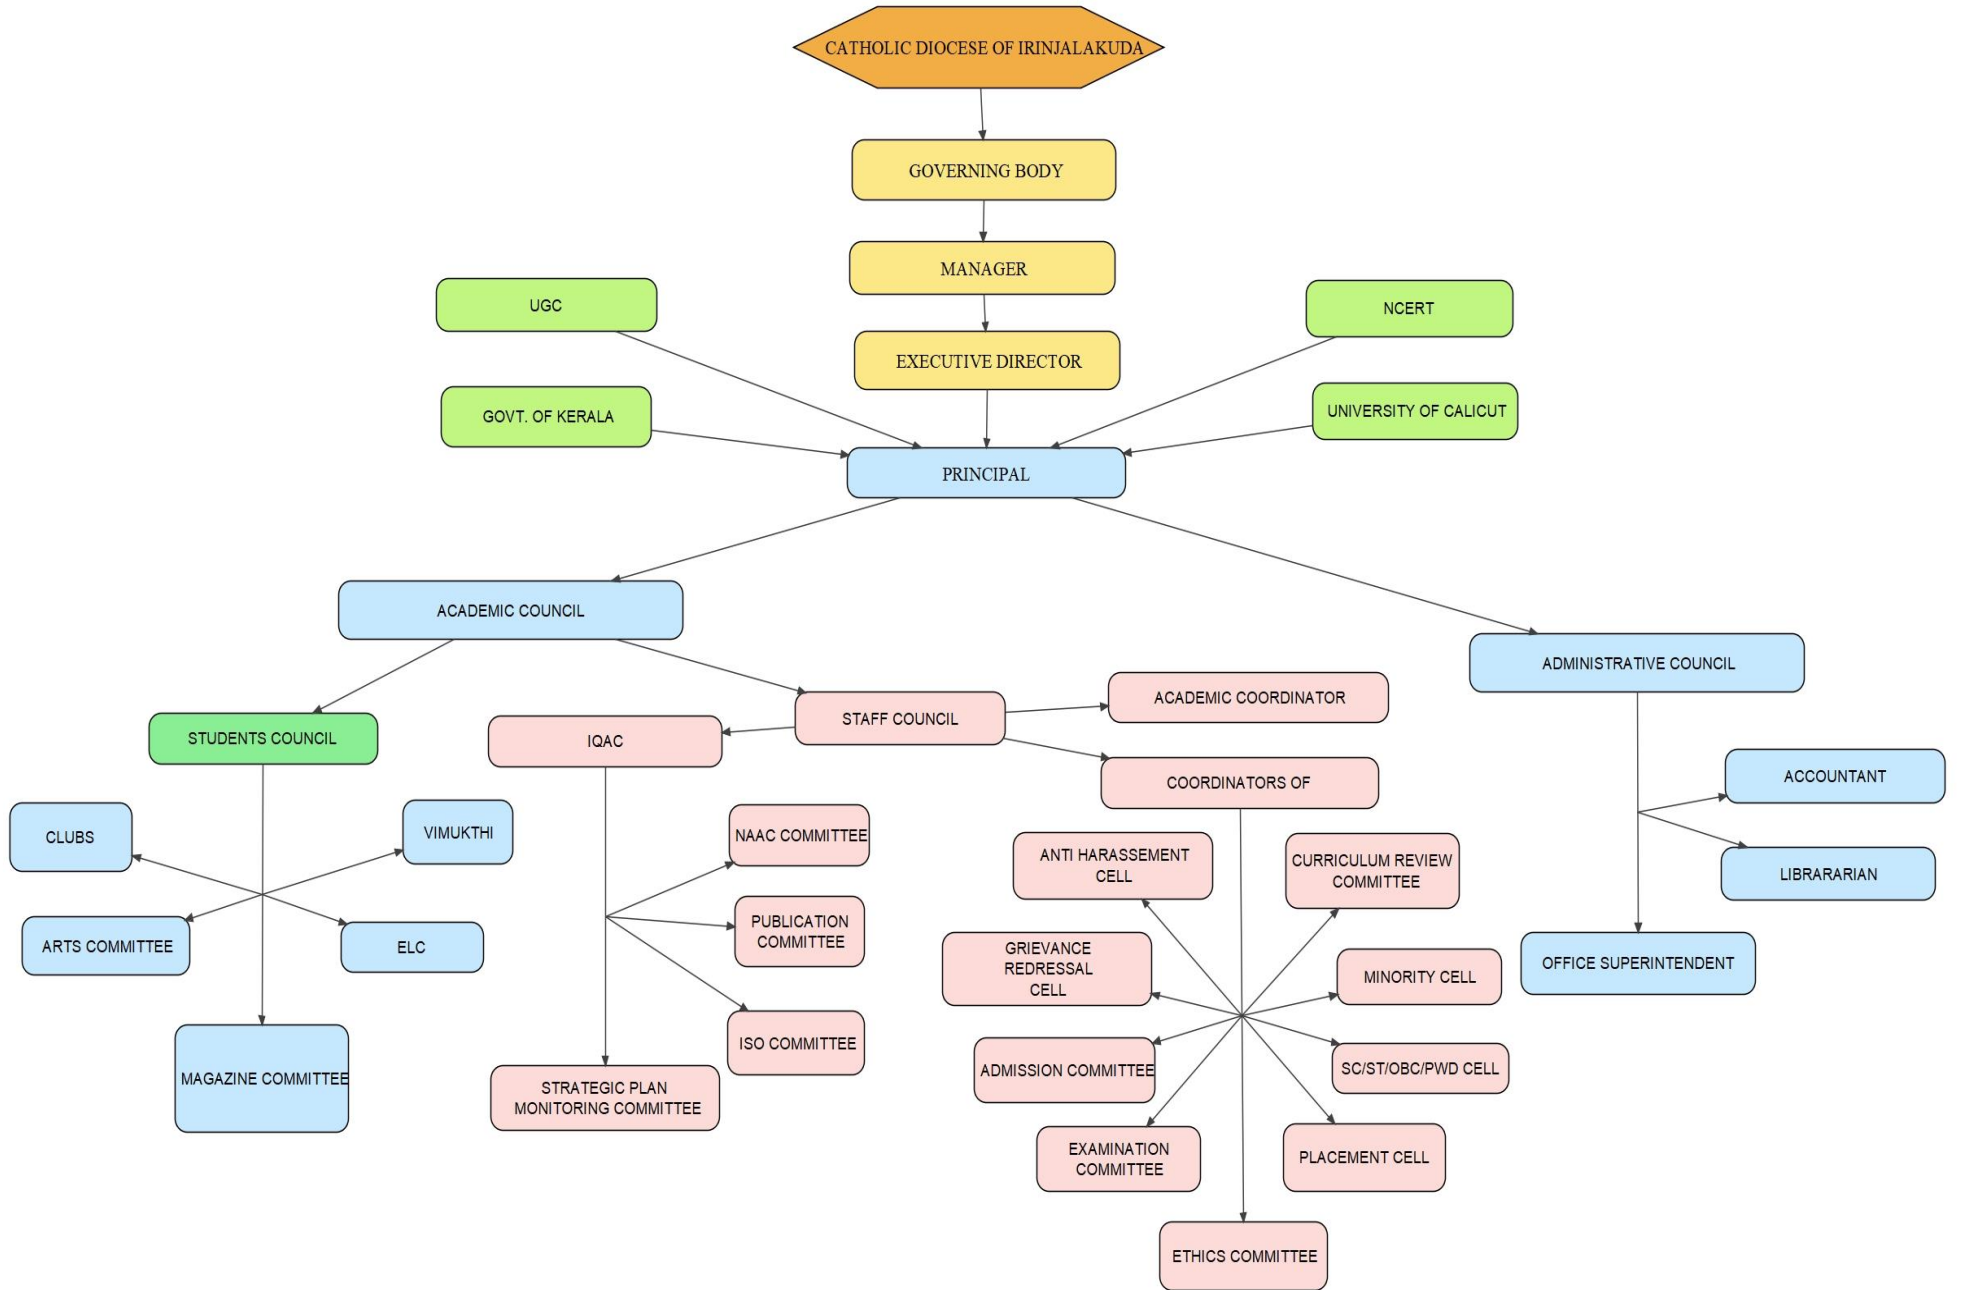 CATHOLIC DIOCESE OF IRINJALAKUDA
GOVERNING BODY
MANAGER
UGC
NCERT
EXECUTIVE DIRECTOR
GOVT. OF KERALA
UNIVERSITY OF CALICUT
PRINCIPAL
ACADEMIC COUNCIL
ADMINISTRATIVE COUNCIL
ACADEMIC COORDINATOR
STAFF COUNCIL
STUDENTS COUNCIL
IQAC
COORDINATORS OF
ACCOUNTANT
CLUBS
VIMUKTHI
NAAC COMMITTEE
ANTI HARASSEMENT
CELL
CURRICULUM REVIEW
COMMITTEE
LIBRARARIAN
ARTS COMMITTEE
ELC
PUBLICATION
COMMITTEE
GRIEVANCE
REDRESSAL
CELL
MINORITY CELL
OFFICE SUPERINTENDENT
ISO COMMITTEE
ADMISSION COMMITTEE
SC/ST/OBC/PWD CELL
MAGAZINE COMMITTEE
STRATEGIC PLAN
MONITORING COMMITTEE
EXAMINATION
COMMITTEE
PLACEMENT CELL
ETHICS COMMITTEE